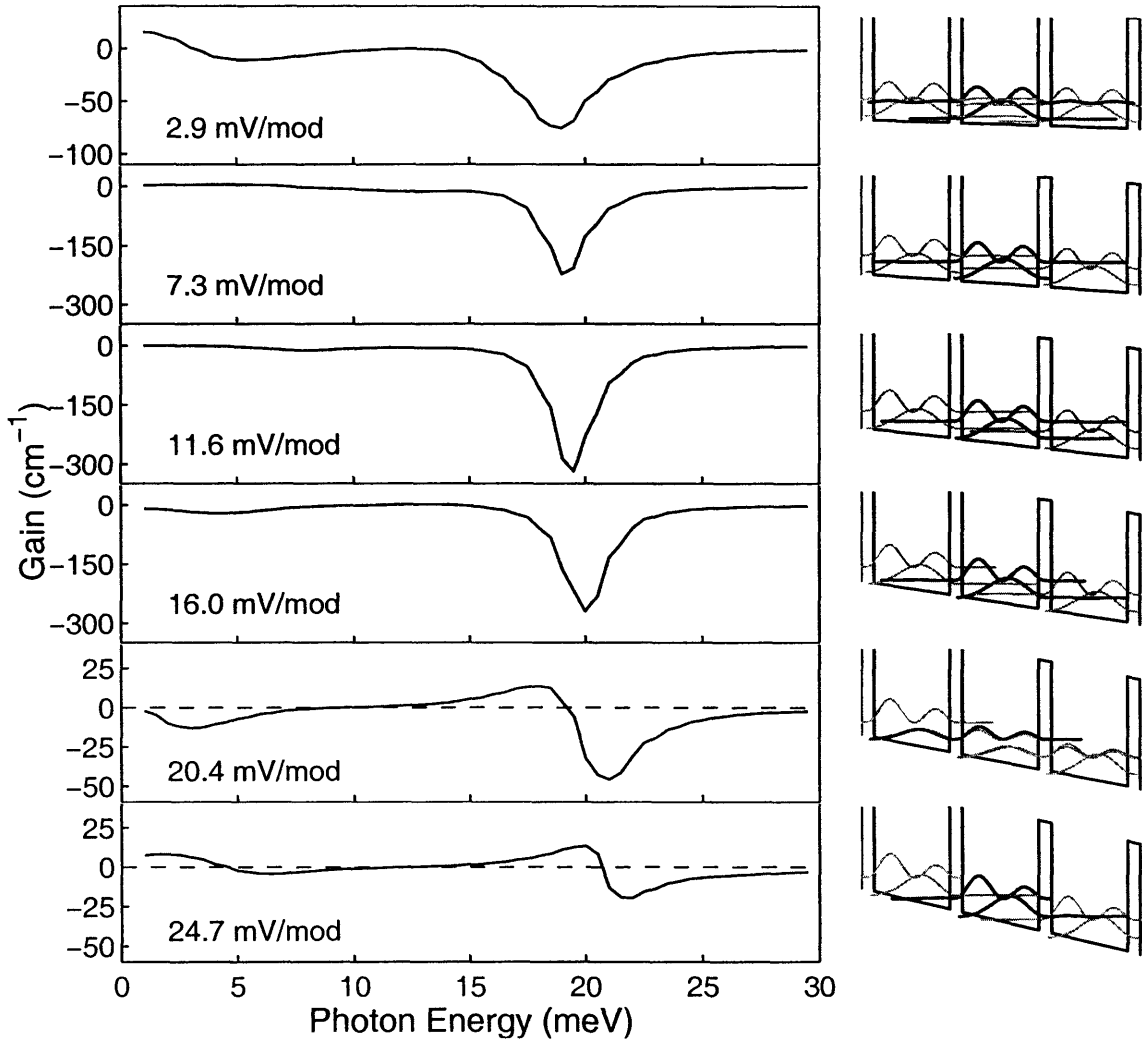 0
−50
−100
2.9 mV/mod
0
−150
−300
7.3 mV/mod
0
−150
−300
11.6 mV/mod
0
−150
−300
16.0 mV/mod
25
0
−25
−50
20.4 mV/mod
25
0
−25
−50
24.7 mV/mod
0 5 10 15 20 25 30
Photon Energy (meV)
Gain (cm−1)